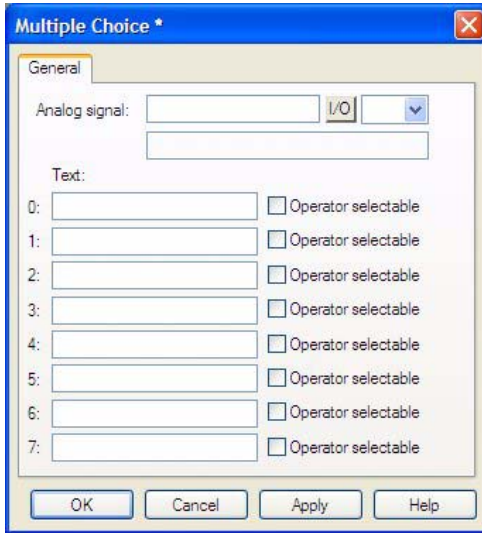 Multiple Choice *
General
Analog signal: I/O
Text:
0: Operator selectable
1: Operator selectable
2: Operator selectable
3: Operator selectable
4: Operator selectable
5: Operator selectable
6: Operator selectable
7: Operator selectable
OK Cancel Apply Help